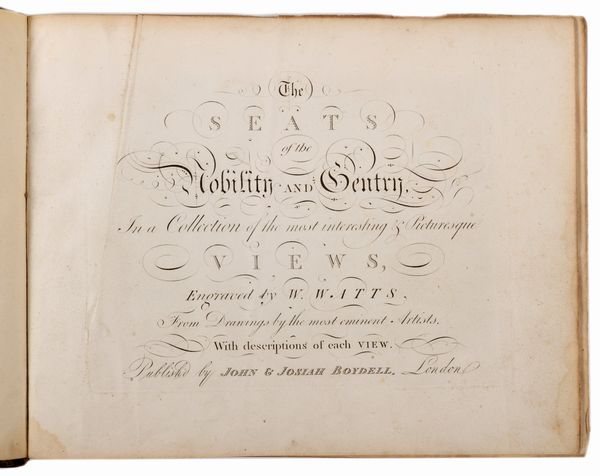 The
SEATS
of the
Nobility AND Gentry,
In a Collection of the most interesting & Picturesque
VIEWS,
Engraved by W. WATTS,
From Drawings by the most eminent Artists.
With descriptions of each VIEW.
Publish'd by JOHN & JOSIAH BOYDELL, London